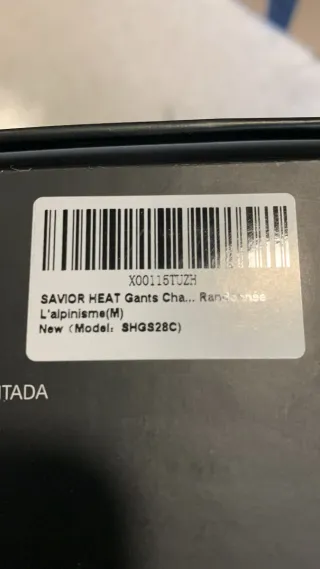 X00115TUZH
SAVIOR HEAT Gants Cha... Randonnée
L'alpinisme(M)
New (Model: SHGS28C)
ITADA